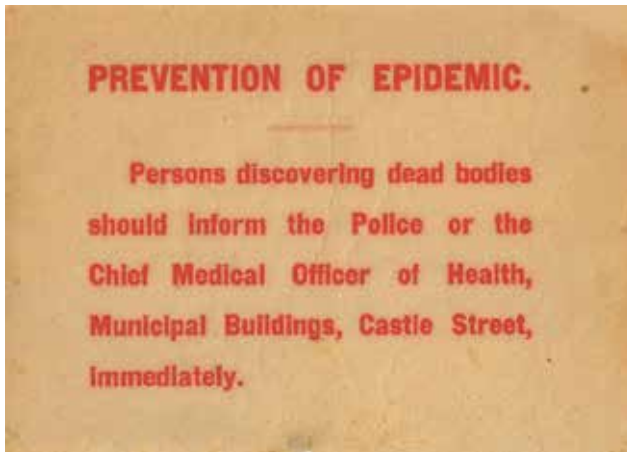 PREVENTION OF EPIDEMIC.
Persons discovering dead bodies
should inform the Police or the
Chief Medical Officer of Health,
Municipal Buildings, Castle Street,
immediately.